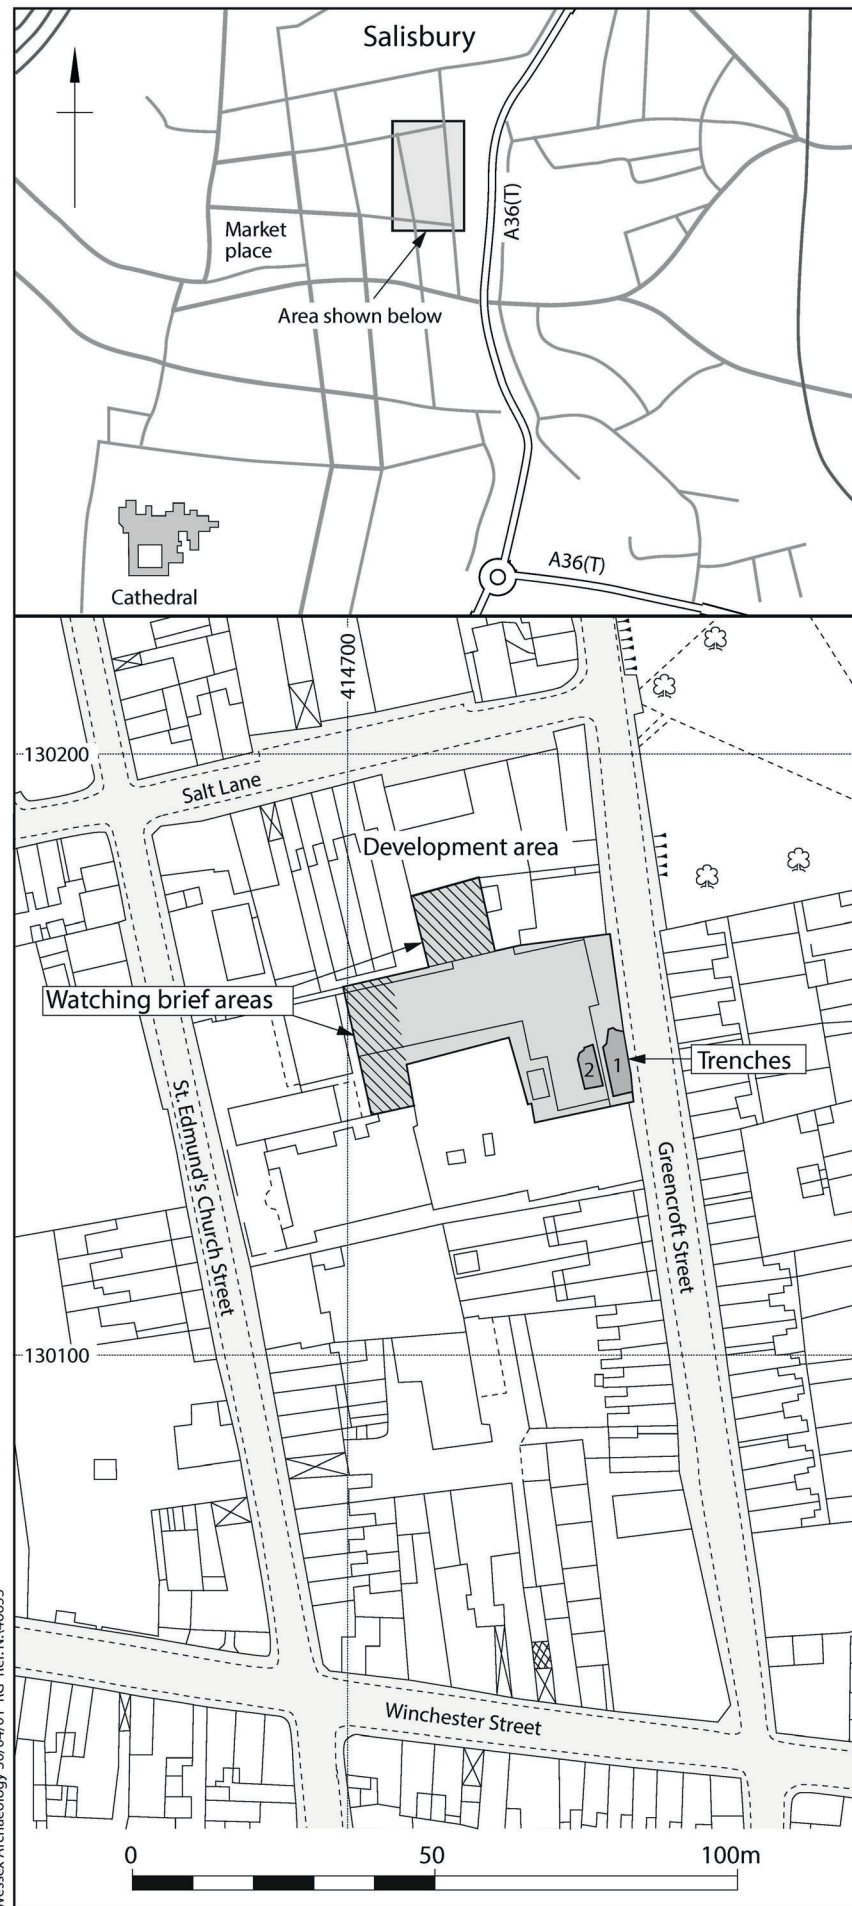 Salisbury
A36(T)
Market
place
Area shown below
A36(T)
Cathedral
414700
130200
Salt Lane
Development area
Watching brief areas
2
1
Trenches
St. Edmund's Church Street
Greencroft Street
130100
Winchester Street
0 50 100m